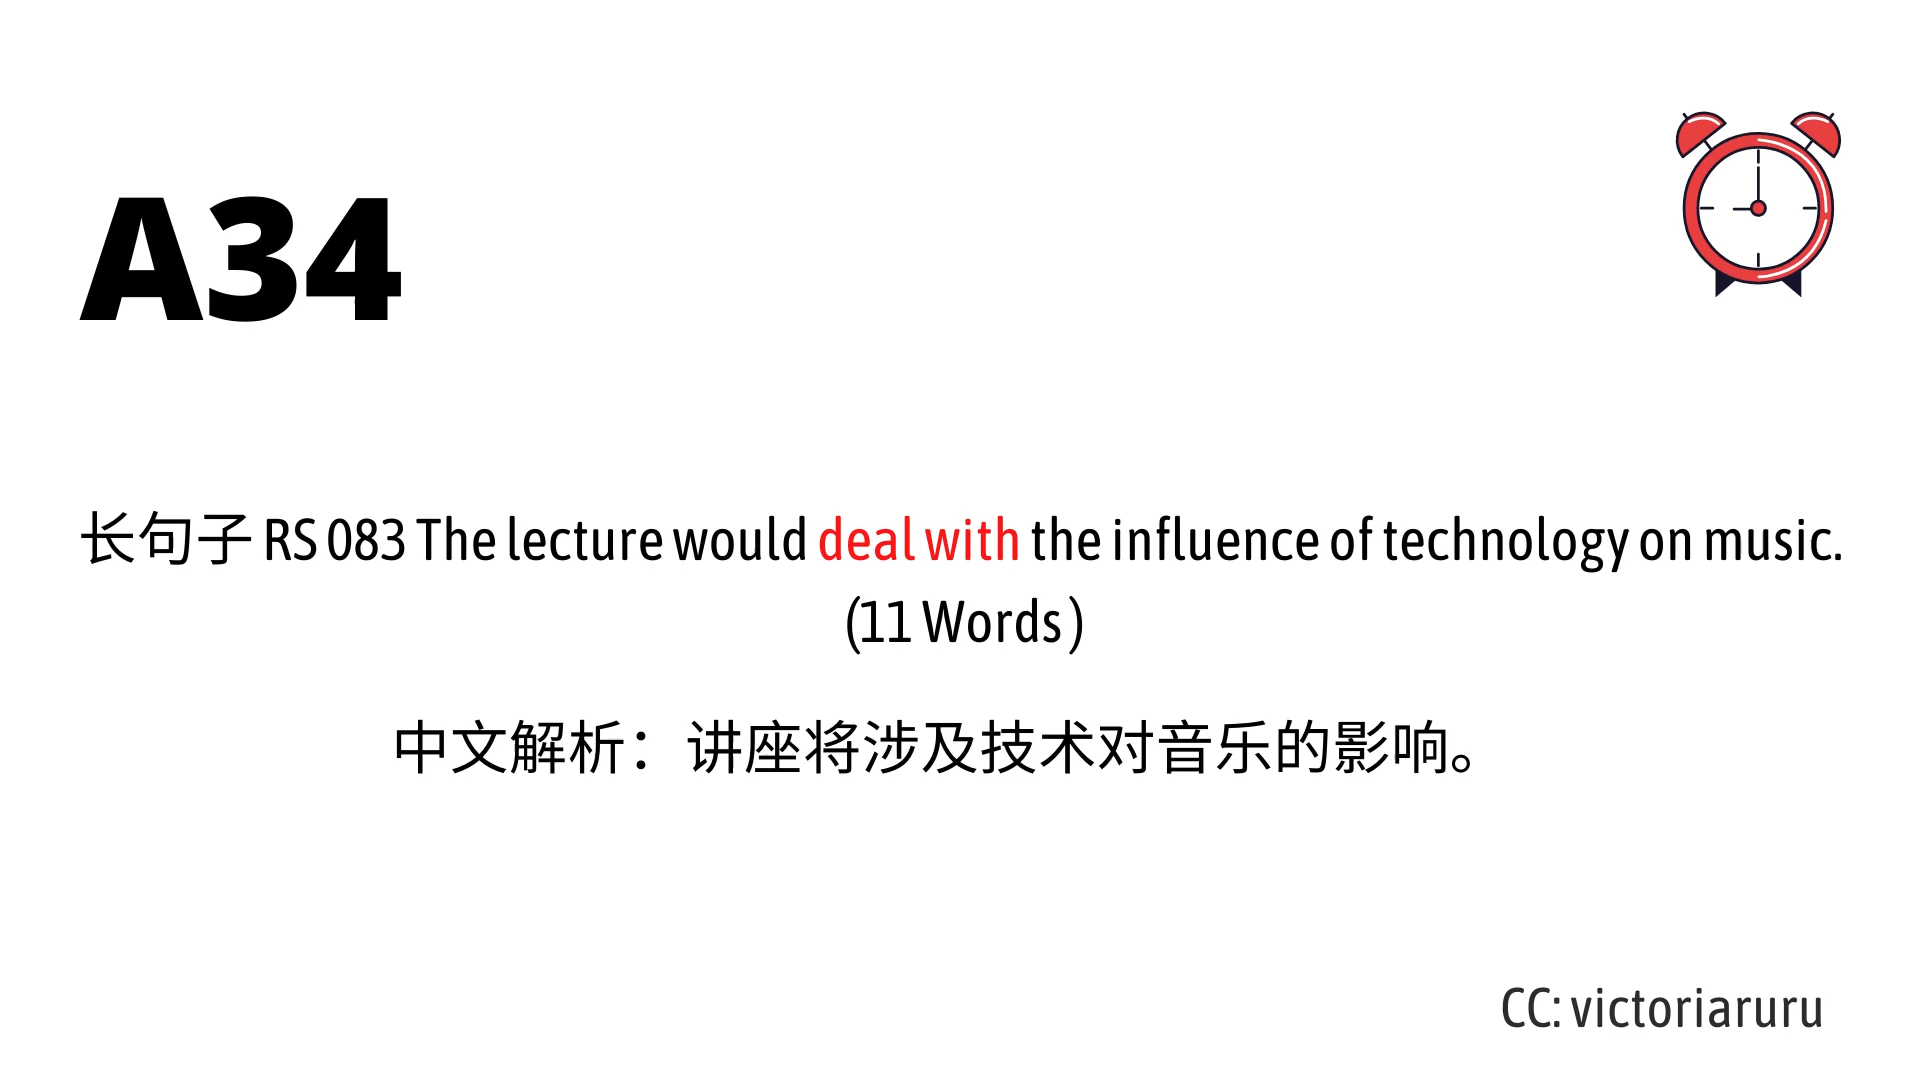 A34
长句子 RS 083 The lecture would deal with the influence of technology on music.
(11 Words)
中文解析：讲座将涉及技术对音乐的影响。
CC: victoriaruru